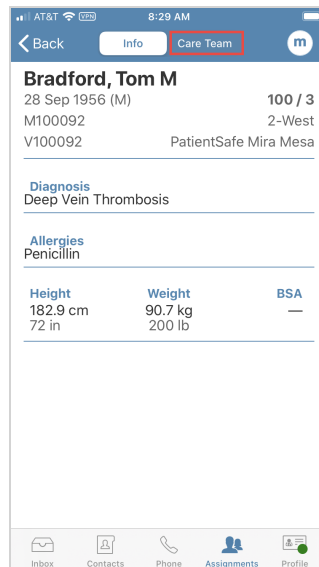 AT&T VPN 8:29 AM
Back Info Care Team m
Bradford, Tom M
28 Sep 1956 (M) 100 / 3
M100092 2-West
V100092 PatientSafe Mira Mesa
Diagnosis
Deep Vein Thrombosis
Allergies
Penicillin
Height Weight BSA
182.9 cm 90.7 kg —
72 in 200 lb
Inbox Contacts Phone Assignments Profile